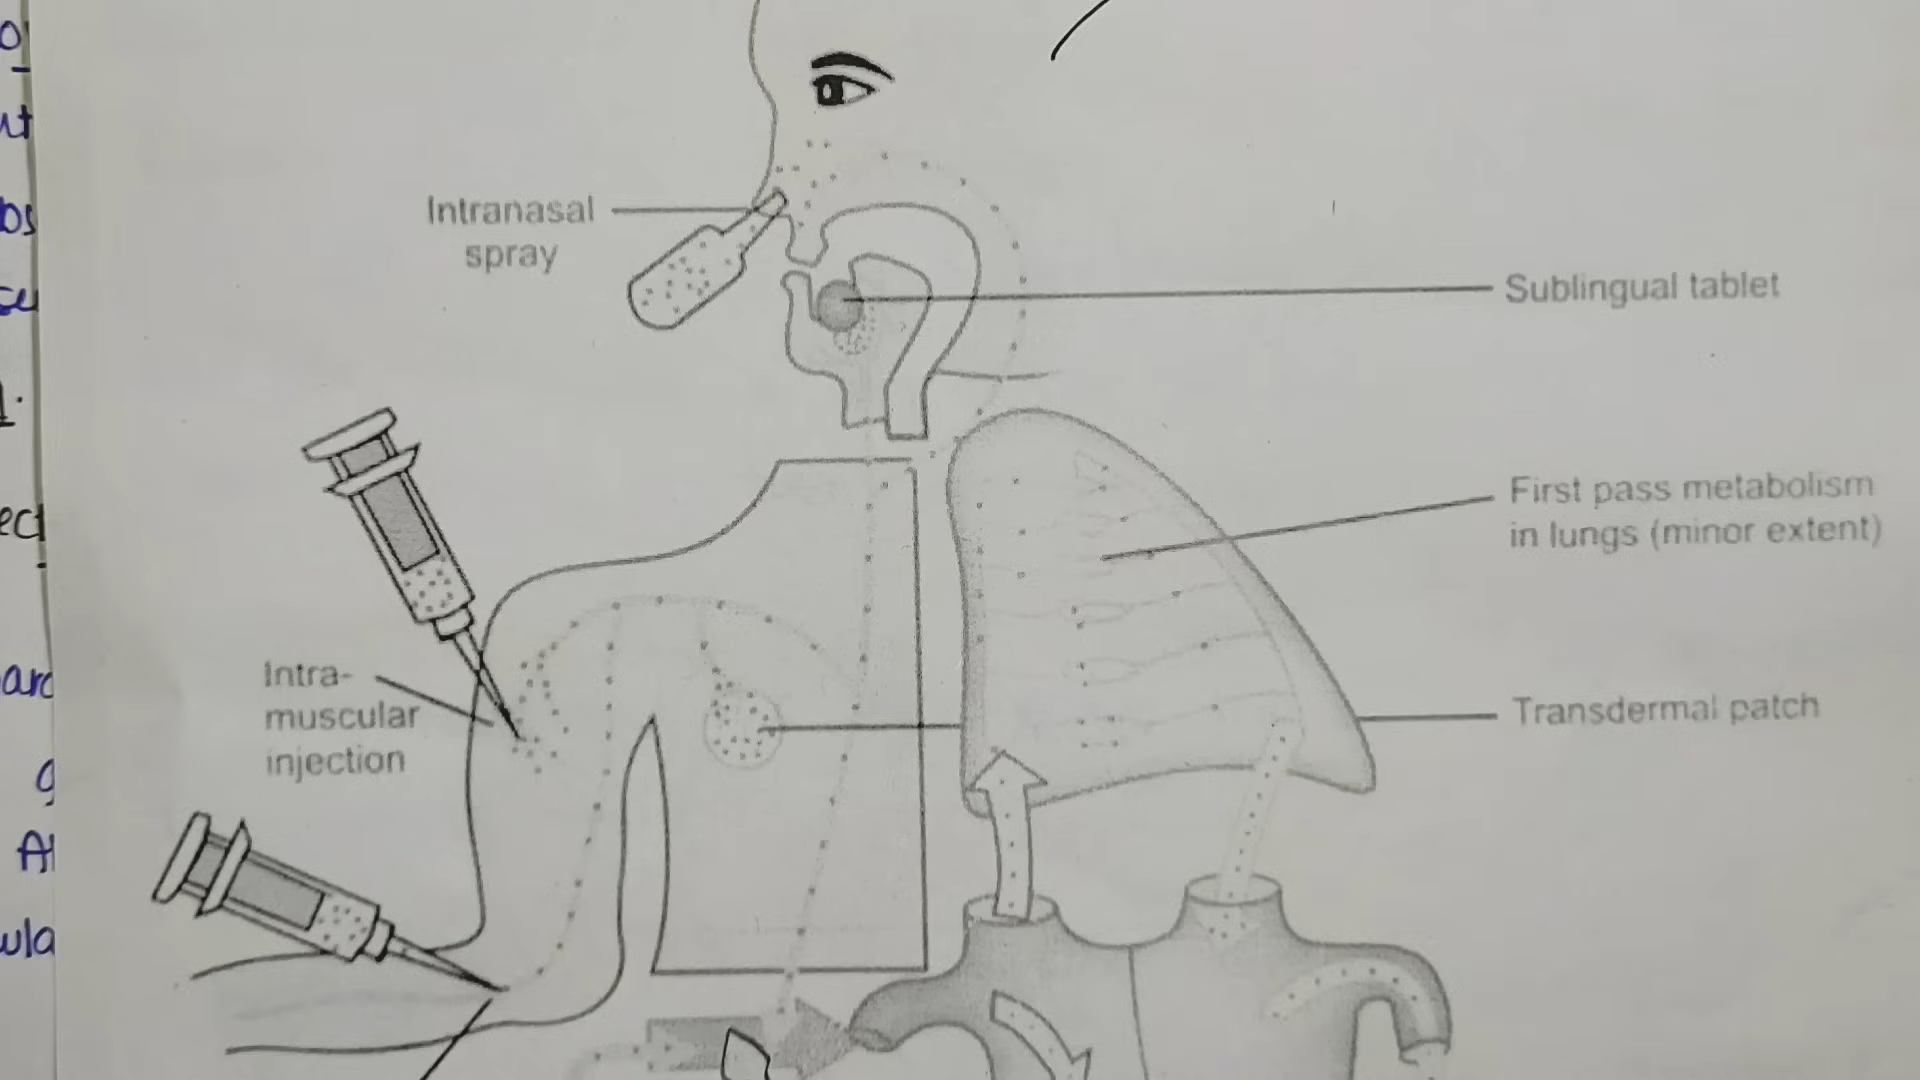 Intranasal
spray
Sublingual tablet
First pass metabolism
in lungs (minor extent)
Intra-
muscular
injection
Transdermal patch